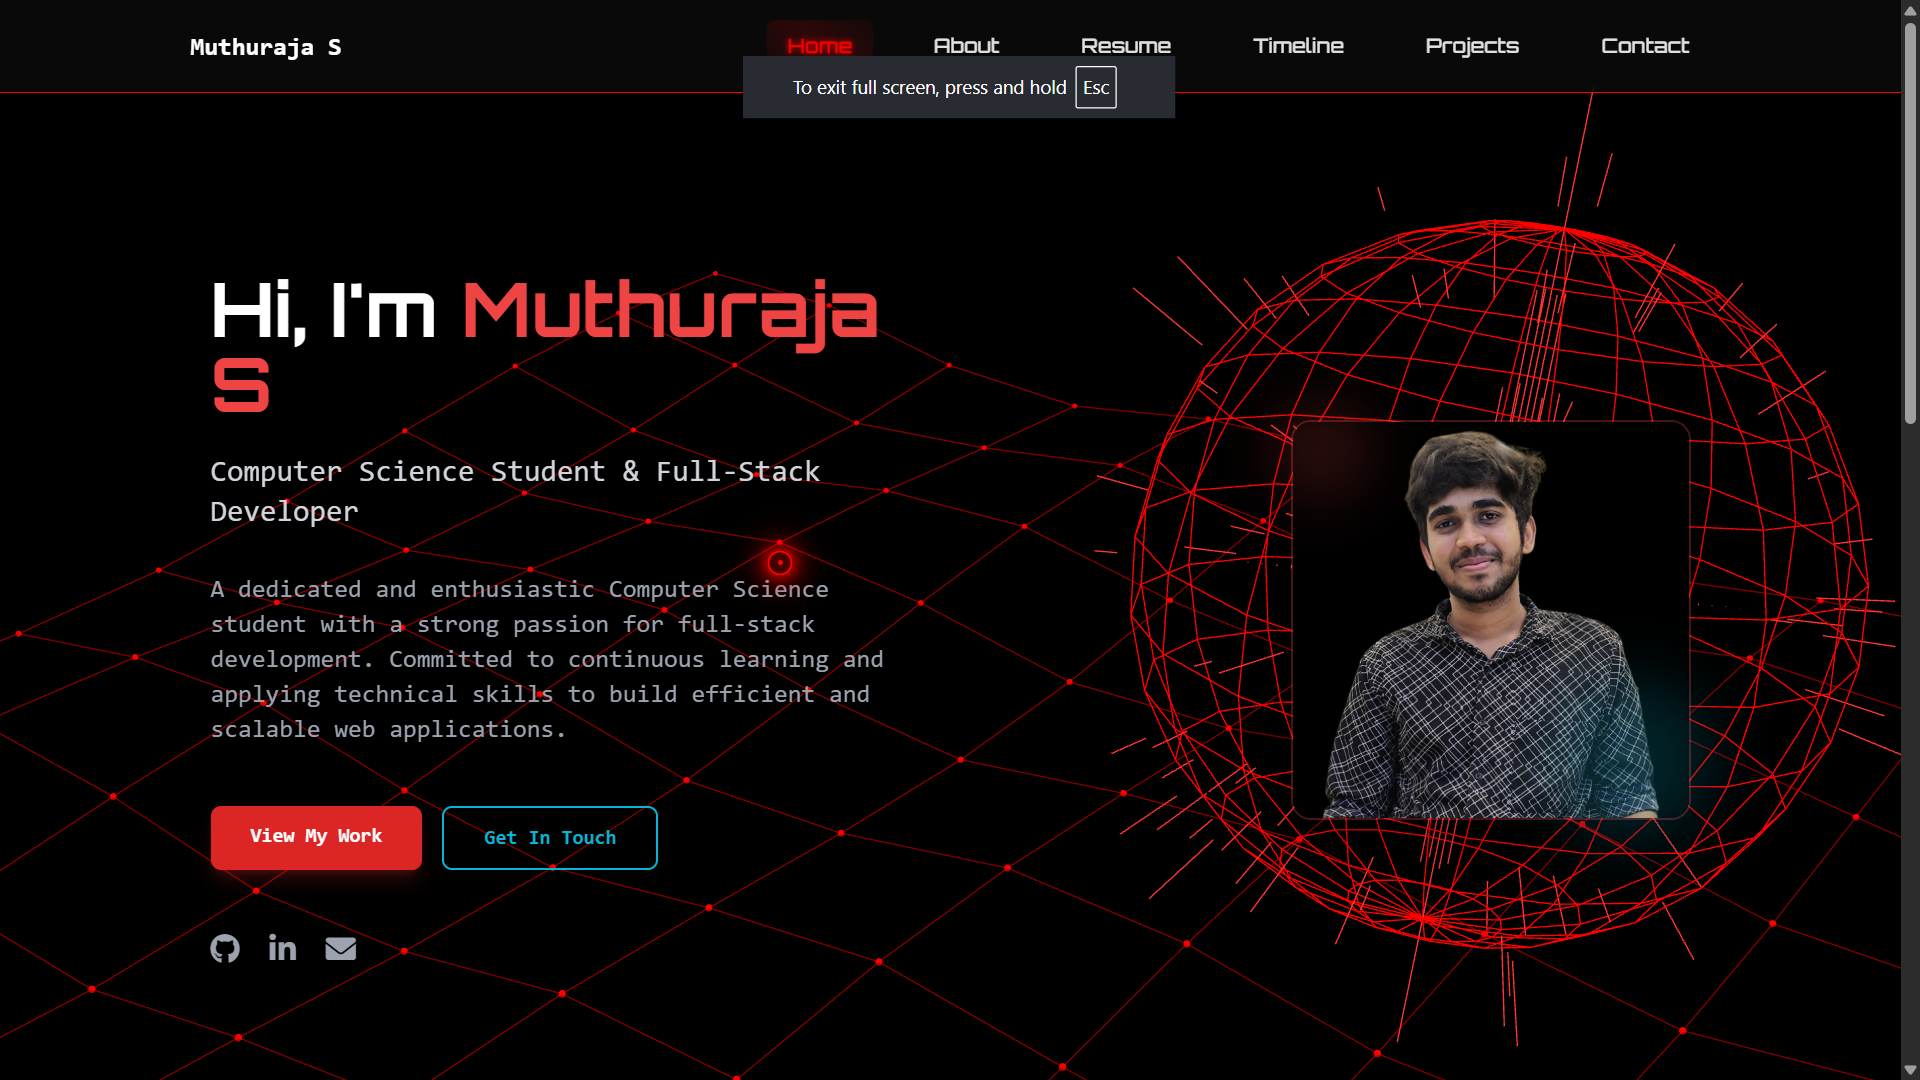 Muthuraja S
Home About Resume Timeline Projects Contact
To exit full screen, press and hold Esc
Hi, I'm Muthuraja
S
Computer Science Student & Full-Stack
Developer
A dedicated and enthusiastic Computer Science
student with a strong passion for full-stack
development. Committed to continuous learning and
applying technical skills to build efficient and
scalable web applications.
View My Work
Get In Touch
in